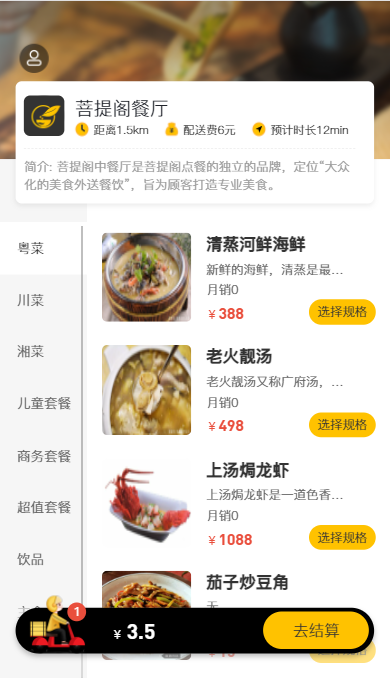 菩提阁餐厅
距离1.5km 配送费6元 预计时长12min
简介: 菩提阁中餐厅是菩提阁点餐的独立的品牌，定位“大众
化的美食外送餐饮”，旨为顾客打造专业美食。
粤菜
川菜
湘菜
儿童套餐
商务套餐
超值套餐
饮品
清蒸河鲜海鲜
新鲜的海鲜，清蒸是最...
月销0
¥388 选择规格
老火靓汤
老火靓汤又称广府汤，...
月销0
¥498 选择规格
上汤焗龙虾
上汤焗龙虾是一道色香...
月销0
¥1088 选择规格
茄子炒豆角
无
1
¥ 3.5
去结算